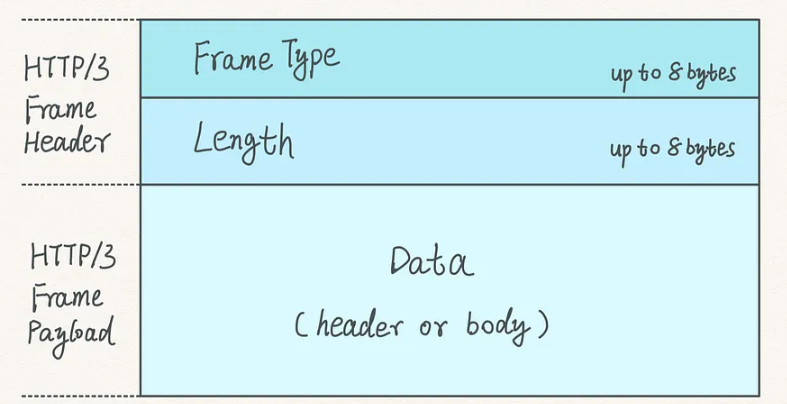 HTTP/3
Frame
Header
Frame Type
up to 8 bytes
Length
up to 8 bytes
HTTP/3
Frame
Payload
Data
(header or body)